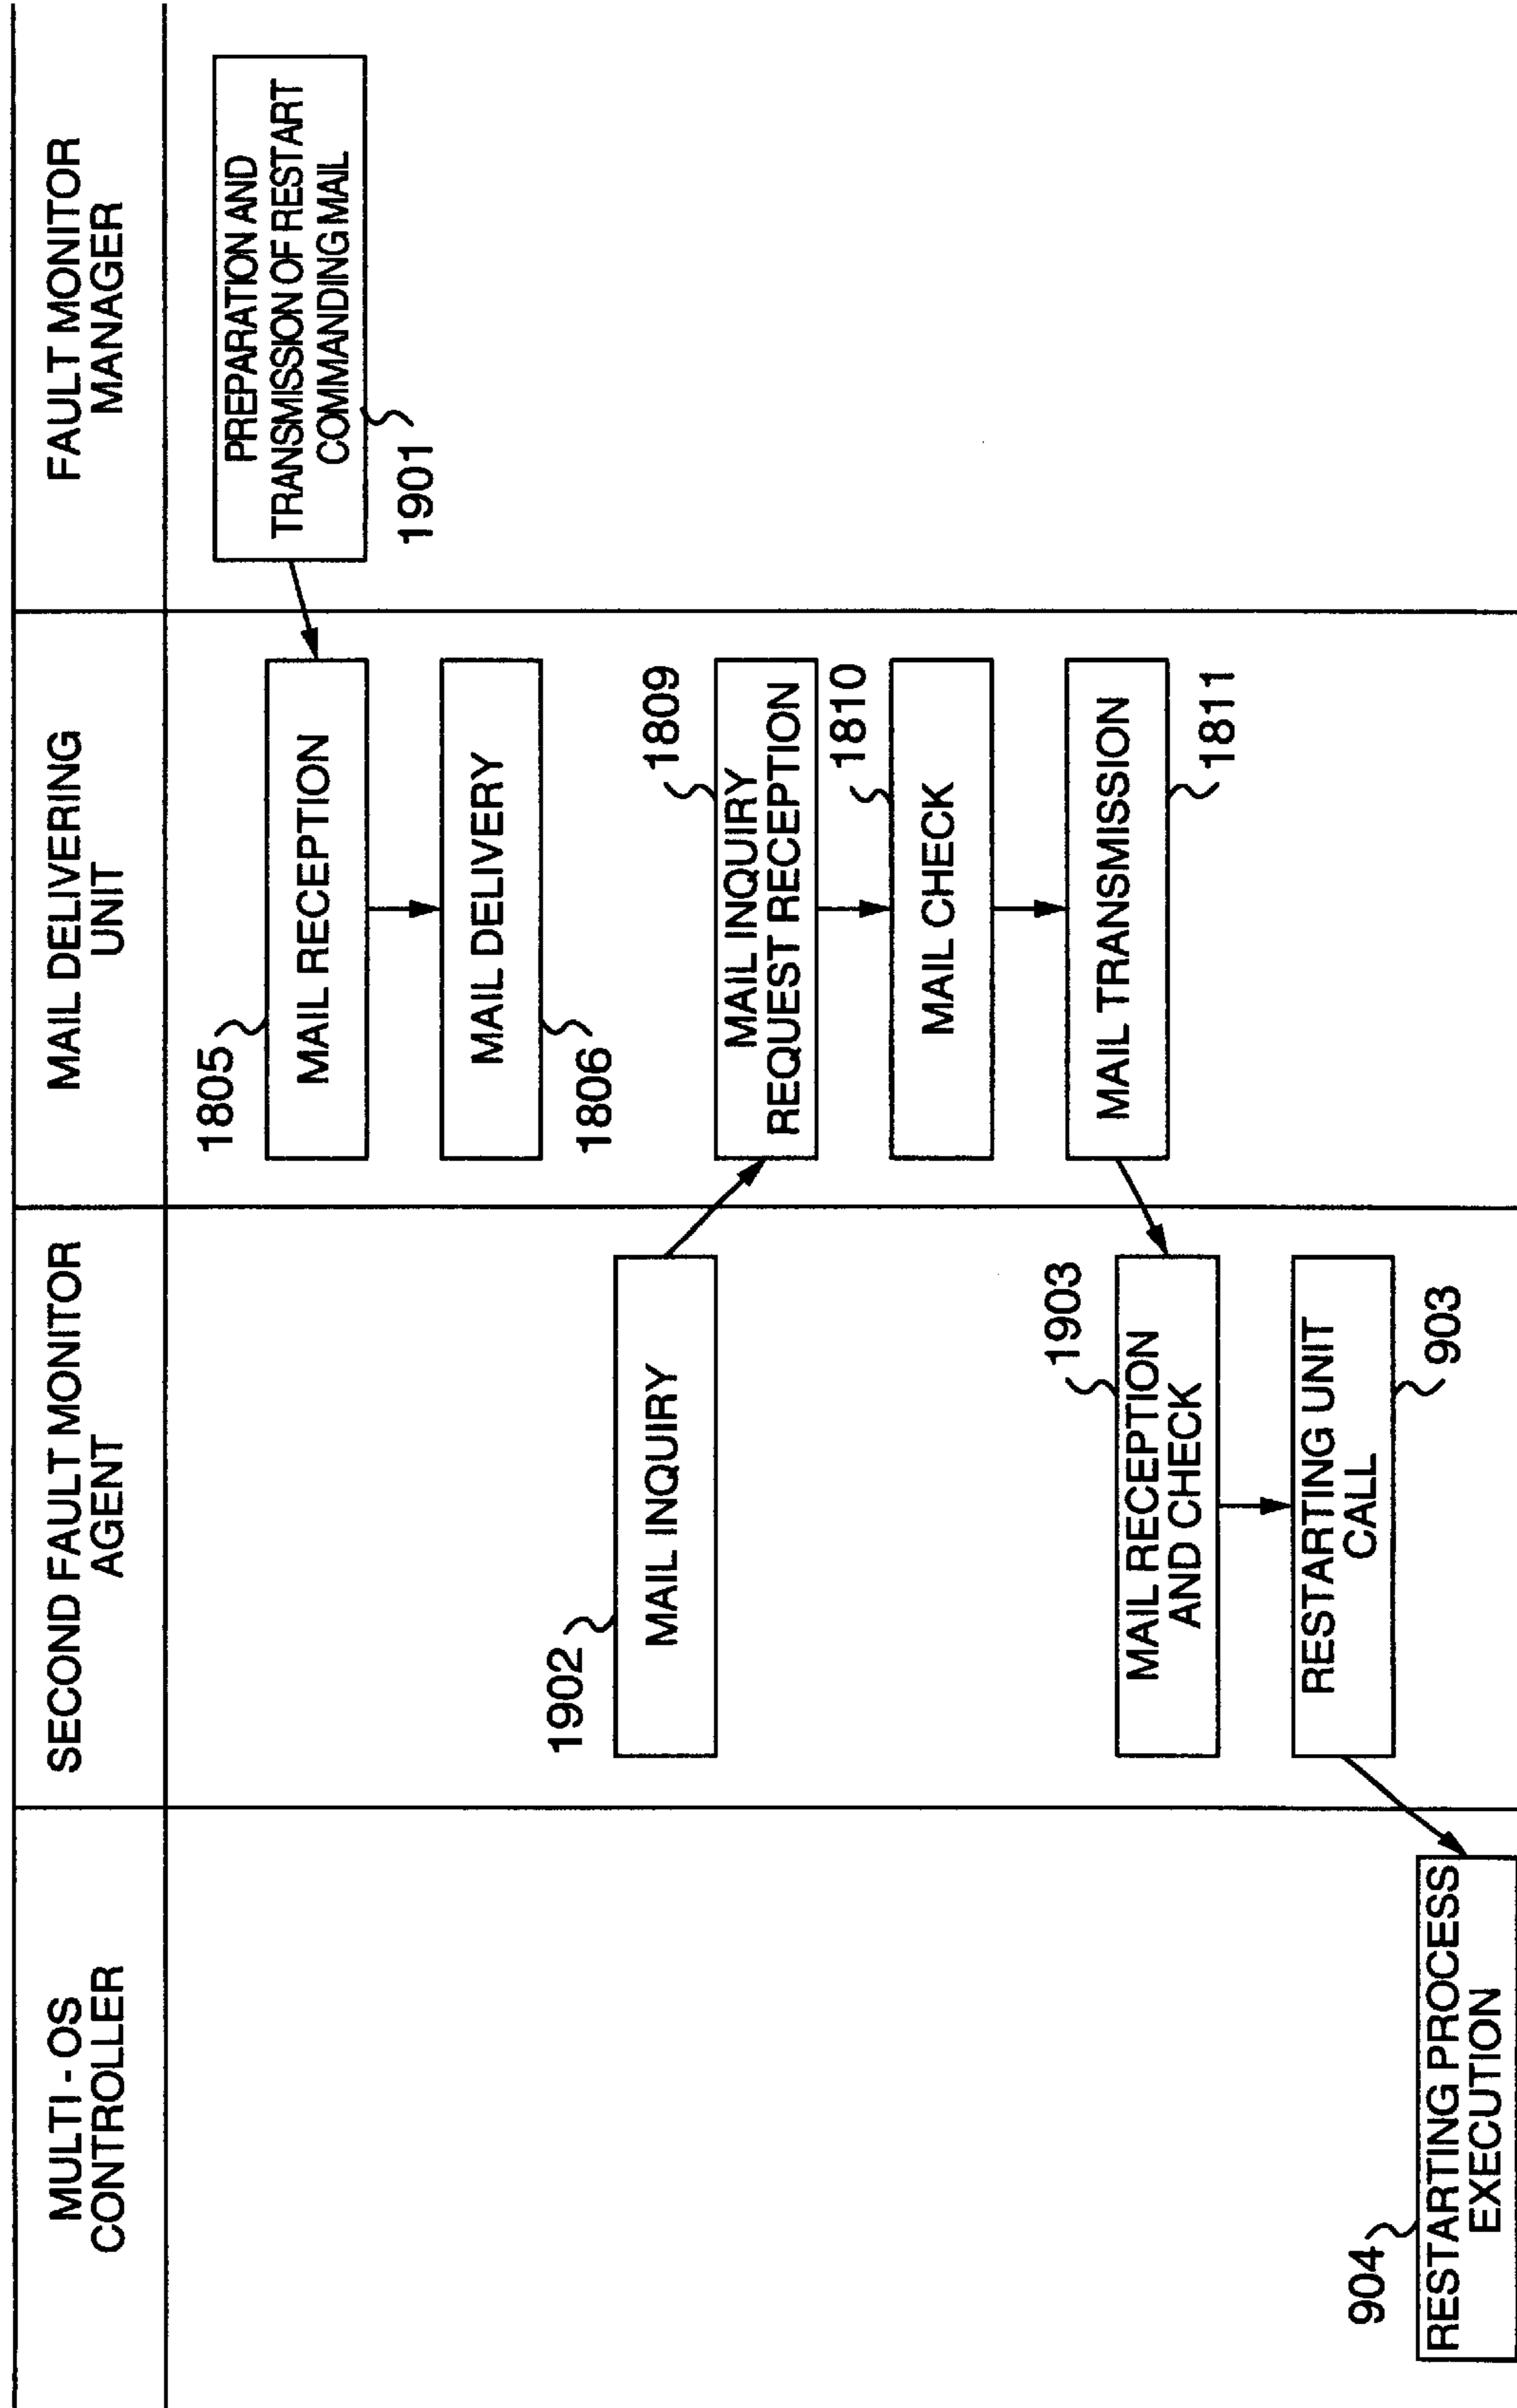 MULTI - OS
CONTROLLER
SECOND FAULT MONITOR
AGENT
MAIL DELIVERING
UNIT
FAULT MONITOR
MANAGER
PREPARATION AND
TRANSMISSION OF RESTART
COMMANDING MAIL
1901
1805
MAIL RECEPTION
MAIL DELIVERY
1806
1902
MAIL INQUIRY
1809
MAIL INQUIRY
REQUEST RECEPTION
1810
MAIL CHECK
MAIL TRANSMISSION
1811
1903
MAIL RECEPTION
AND CHECK
RESTARTING UNIT
CALL
903
904
RESTARTING PROCESS
EXECUTION